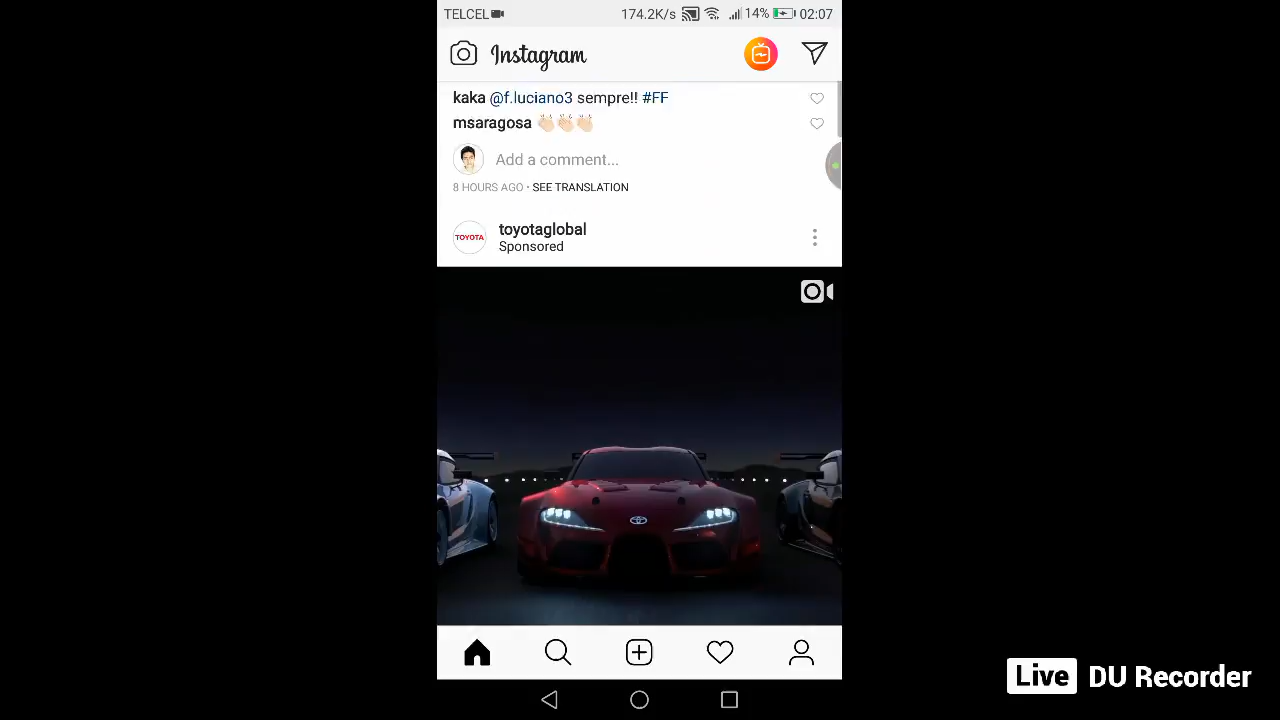 TELCEL 174.2K/s 14% 02:07
Instagram
kaka @f.luciano3 sempre!! #FF
msaragosa 👏🏻👏🏻👏🏻
Add a comment...
8 HOURS AGO • SEE TRANSLATION
TOYOTA
toyotaglobal
Sponsored
Live DU Recorder